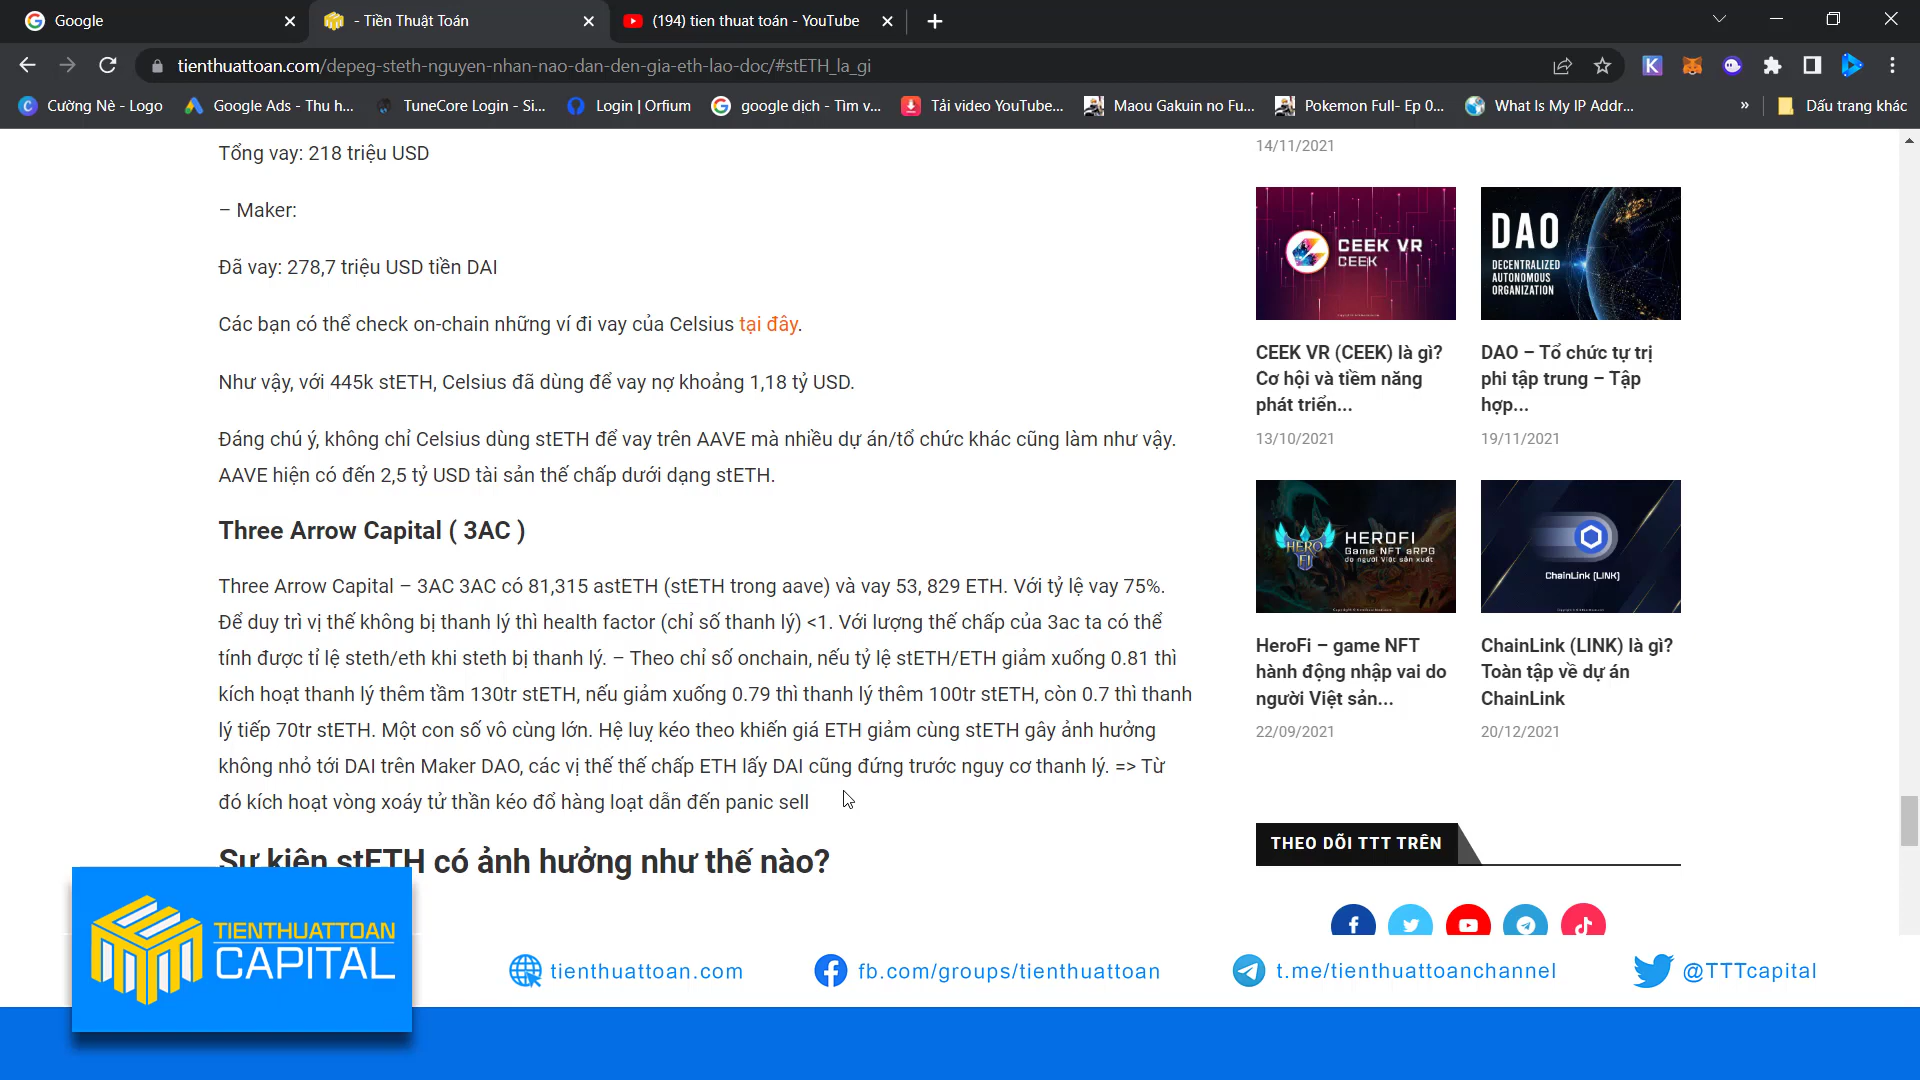 Google
- Tiền Thuật Toán
(194) tien thuat toán - YouTube
tienthuattoan.com/depeg-steth-nguyen-nhan-nao-dan-den-gia-eth-lao-doc/#stETH_la_gi
Cường Nè - Logo
Google Ads - Thu h...
TuneCore Login - Si...
Login | Orfium
google dịch - Tìm v...
Tải video YouTube...
Maou Gakuin no Fu...
Pokemon Full- Ep 0...
What Is My IP Addr...
»
Dấu trang khác
Tổng vay: 218 triệu USD
– Maker:
Đã vay: 278,7 triệu USD tiền DAI
Các bạn có thể check on-chain những ví đi vay của Celsius tại đây.
Như vậy, với 445k stETH, Celsius đã dùng để vay nợ khoảng 1,18 tỷ USD.
Đáng chú ý, không chỉ Celsius dùng stETH để vay trên AAVE mà nhiều dự án/tổ chức khác cũng làm như vậy.
AAVE hiện có đến 2,5 tỷ USD tài sản thế chấp dưới dạng stETH.
Three Arrow Capital ( 3AC )
Three Arrow Capital – 3AC 3AC có 81,315 astETH (stETH trong aave) và vay 53, 829 ETH. Với tỷ lệ vay 75%.
Để duy trì vị thế không bị thanh lý thì health factor (chỉ số thanh lý) <1. Với lượng thế chấp của 3ac ta có thể
tính được tỉ lệ steth/eth khi steth bị thanh lý. – Theo chỉ số onchain, nếu tỷ lệ stETH/ETH giảm xuống 0.81 thì
kích hoạt thanh lý thêm tầm 130tr stETH, nếu giảm xuống 0.79 thì thanh lý thêm 100tr stETH, còn 0.7 thì thanh
lý tiếp 70tr stETH. Một con số vô cùng lớn. Hệ luỵ kéo theo khiến giá ETH giảm cùng stETH gây ảnh hưởng
không nhỏ tới DAI trên Maker DAO, các vị thế thế chấp ETH lấy DAI cũng đứng trước nguy cơ thanh lý. => Từ
đó kích hoạt vòng xoáy tử thần kéo đổ hàng loạt dẫn đến panic sell
Sự kiện stETH có ảnh hưởng như thế nào?
14/11/2021
CEEK VR
CEEK
DAO
DECENTRALIZED
AUTONOMOUS
ORGANIZATION
CEEK VR (CEEK) là gì?
Cơ hội và tiềm năng
phát triển...
13/10/2021
DAO – Tổ chức tự trị
phi tập trung – Tập
hợp...
19/11/2021
HERO
FI
HEROFI
Game NFT aRPG
do người Việt sản xuất
ChainLink (LINK)
HeroFi – game NFT
hành động nhập vai do
người Việt sản...
22/09/2021
ChainLink (LINK) là gì?
Toàn tập về dự án
ChainLink
20/12/2021
THEO DÕI TTT TRÊN
TIENTHUATTOAN
CAPITAL
tienthuattoan.com
fb.com/groups/tienthuattoan
t.me/tienthuattoanchannel
@TTTcapital